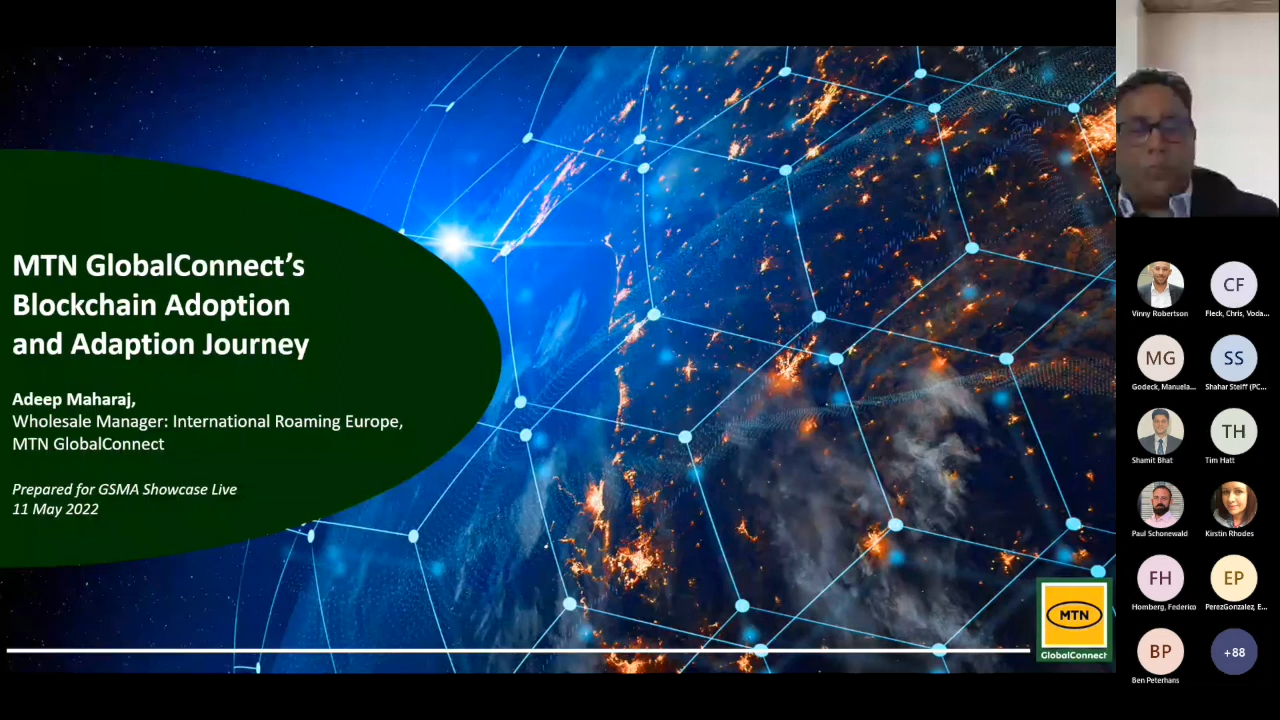 MTN GlobalConnect's
Blockchain Adoption
and Adaption Journey
Adeep Maharaj,
Wholesale Manager: International Roaming Europe,
MTN GlobalConnect
Prepared for GSMA Showcase Live
11 May 2022
MTN
GlobalConnect
Vinny Robertson
CF
Fleck, Chris, Voda...
MG
Godeck, Manuela...
SS
Shahar Steiff (PC...
Shamit Bhat
TH
Tim Hatt
Paul Schonewald
Kirstin Rhodes
FH
Homberg, Federico
EP
PerezGonzalez, E...
BP
Ben Peterhans
+88